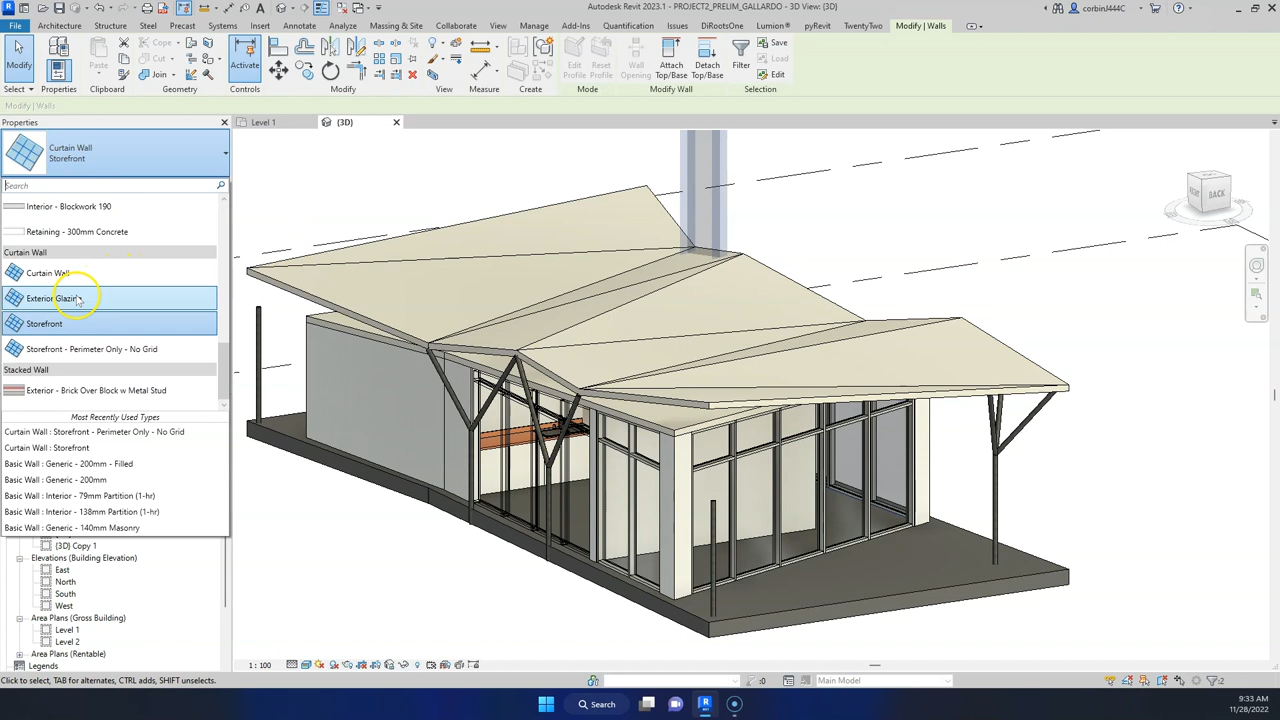 Autodesk Revit 2023.1 - PROJECT2_PRELIM_GALLARDO - 3D View: {3D}
corbinJ444C
File Architecture Structure Steel Precast Systems Insert Annotate Analyze Massing & Site Collaborate View Manage Add-Ins Quantification Issues DiRootsOne Lumion® pyRevit TwentyTwo Modify | Walls
Modify Paste Cope Cut Join Activate Edit Profile Reset Profile Wall Opening Attach Top/Base Detach Top/Base Filter Save Load Edit
Select Properties Clipboard Geometry Controls Modify View Measure Create Mode Modify Wall Selection
Modify | Walls
Properties
Level 1
{3D}
Curtain Wall
Storefront
Search
Interior - Blockwork 190
Retaining - 300mm Concrete
Curtain Wall
Curtain Wall
Exterior Glazing
Storefront
Storefront - Perimeter Only - No Grid
Stacked Wall
Exterior - Brick Over Block w Metal Stud
Most Recently Used Types
Curtain Wall : Storefront - Perimeter Only - No Grid
Curtain Wall : Storefront
Basic Wall : Generic - 200mm - Filled
Basic Wall : Generic - 200mm
Basic Wall : Interior - 79mm Partition (1-hr)
Basic Wall : Interior - 138mm Partition (1-hr)
Basic Wall : Generic - 140mm Masonry
{3D} Copy 1
Elevations (Building Elevation)
East
North
South
West
Area Plans (Gross Building)
Level 1
Level 2
Area Plans (Rentable)
Legends
BACK
1 : 100
Click to select, TAB for alternates, CTRL adds, SHIFT unselects.
:0
Main Model
:2
Search
9:33 AM
11/28/2022